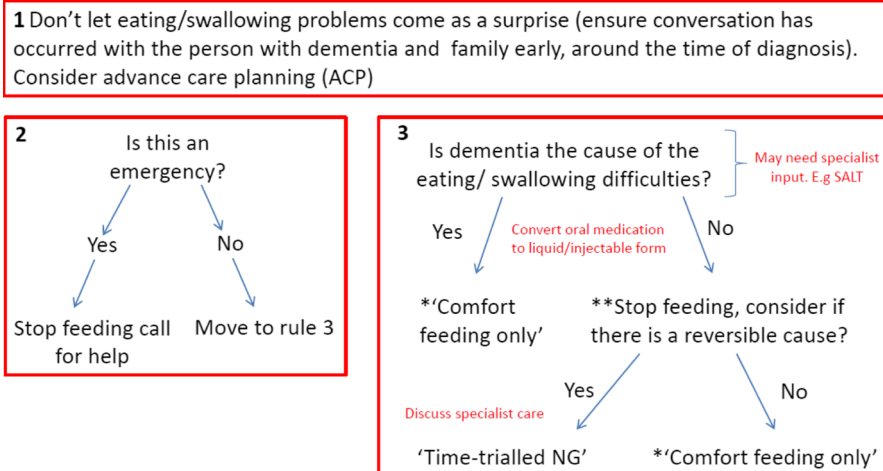 1 Don’t let eating/swallowing problems come as a surprise (ensure conversation has
occurred with the person with dementia and family early, around the time of diagnosis).
Consider advance care planning (ACP)
2
Is this an
emergency?
Yes
No
Stop feeding call
for help
Move to rule 3
3
Is dementia the cause of the
eating/ swallowing difficulties?
May need specialist
input. E.g SALT
Yes
Convert oral medication
to liquid/injectable form
No
*‘Comfort
feeding only’
**Stop feeding, consider if
there is a reversible cause?
Yes
No
Discuss specialist care
‘Time-trialled NG’
*‘Comfort feeding only’